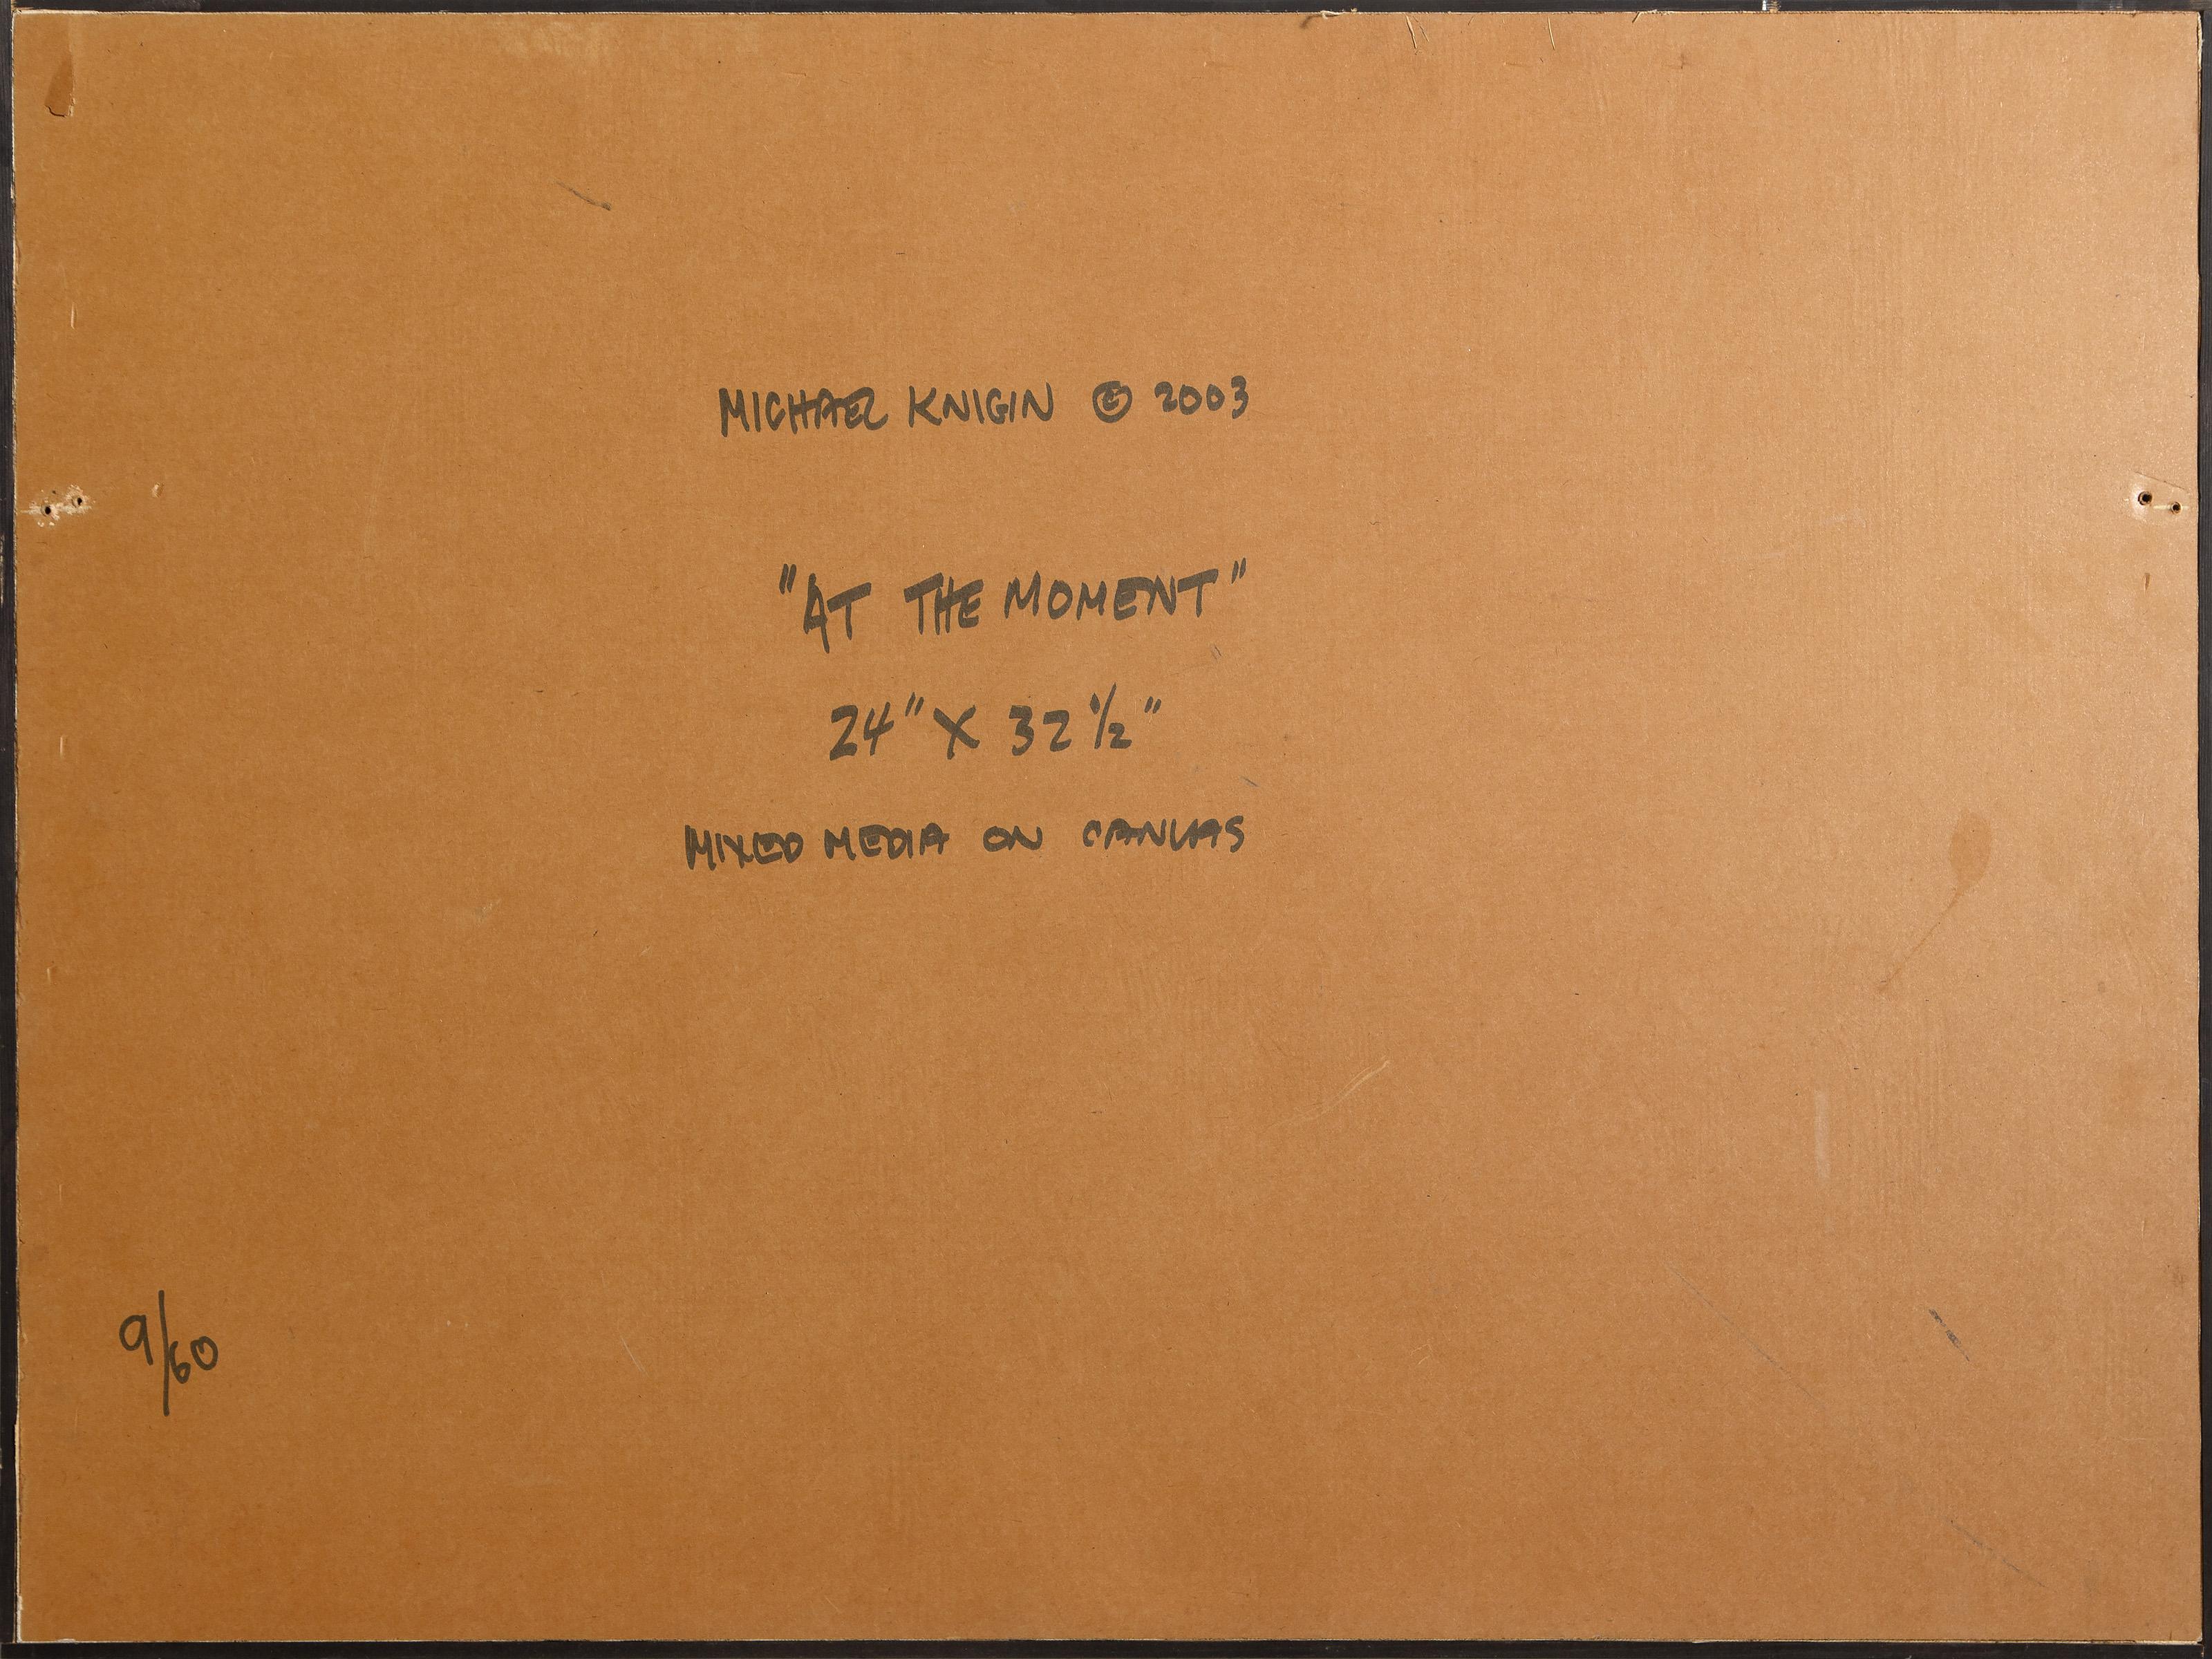 MICHAEL KNIGIN © 2003
"AT THE MOMENT"
24" X 32 1/2"
MIXED MEDIA ON CANVAS
9/60